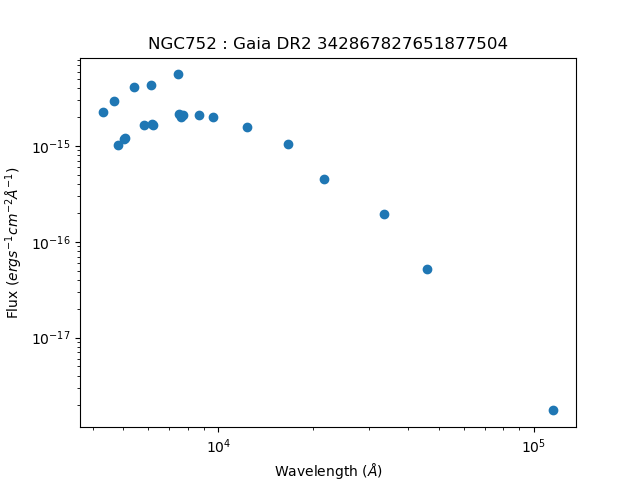 NGC752 : Gaia DR2 342867827651877504
Flux (ergs⁻¹cm⁻²Å⁻¹)
10⁻¹⁵
10⁻¹⁶
10⁻¹⁷
10⁴
10⁵
Wavelength (Å)